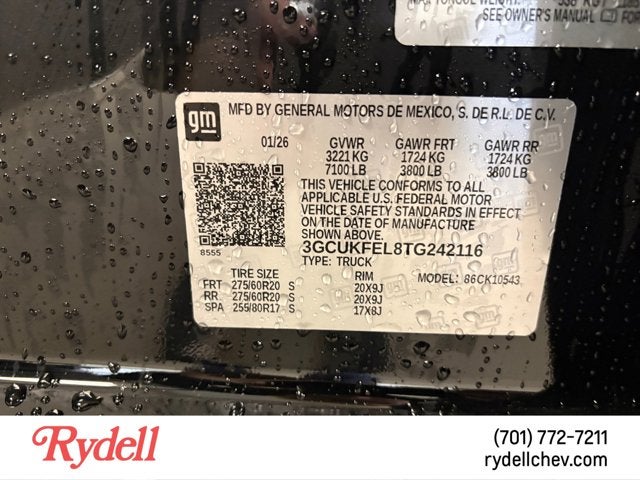 SEE OWNER'S MANUAL
gm
MFD BY GENERAL MOTORS DE MEXICO, S. DE R.L. DE C.V.
01/26 GVWR GAWR FRT GAWR RR
3221 KG 1724 KG 1724 KG
7100 LB 3800 LB 3800 LB
THIS VEHICLE CONFORMS TO ALL
APPLICABLE U.S. FEDERAL MOTOR
VEHICLE SAFETY STANDARDS IN EFFECT
ON THE DATE OF MANUFACTURE
SHOWN ABOVE.
8555
3GCUKFEL8TG242116
TYPE: TRUCK
MODEL: 86CK10543
TIRE SIZE RIM
FRT 275/60R20 S 20X9J
RR 275/60R20 S 20X9J
SPA 255/80R17 S 17X8J
Rydell
(701) 772-7211
rydellchev.com